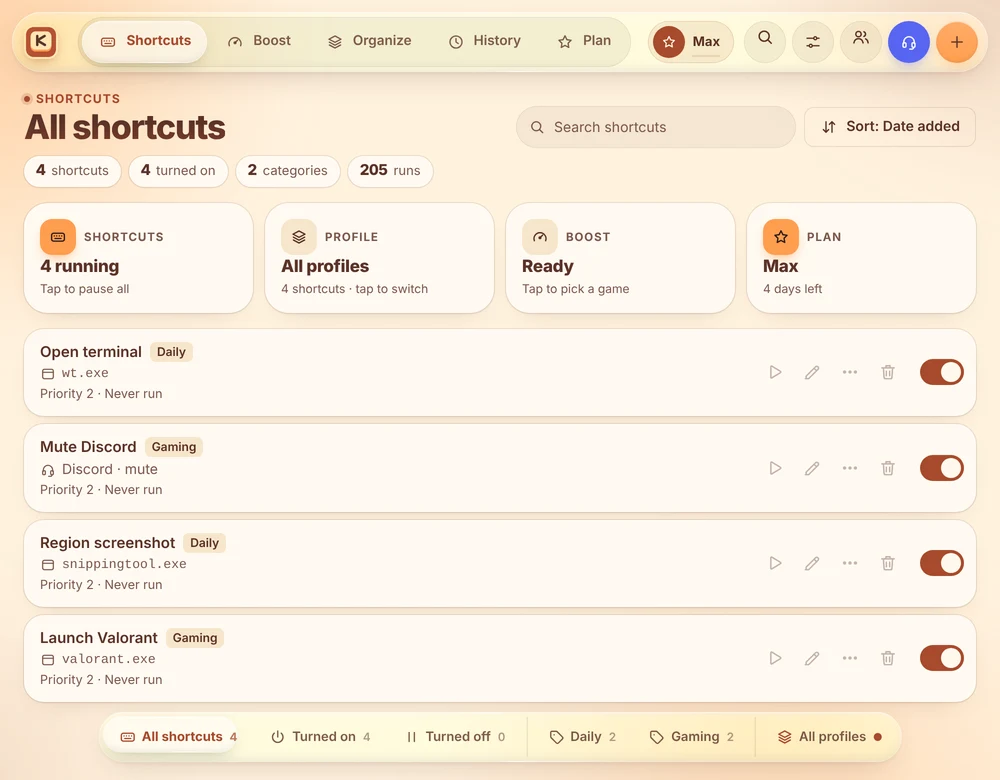 K
Shortcuts
Boost
Organize
History
Plan
Max
SHORTCUTS
All shortcuts
Search shortcuts
Sort: Date added
4 shortcuts
4 turned on
2 categories
205 runs
SHORTCUTS
4 running
Tap to pause all
PROFILE
All profiles
4 shortcuts · tap to switch
BOOST
Ready
Tap to pick a game
PLAN
Max
4 days left
Open terminal Daily
wt.exe
Priority 2 · Never run
Mute Discord Gaming
Discord · mute
Priority 2 · Never run
Region screenshot Daily
snippingtool.exe
Priority 2 · Never run
Launch Valorant Gaming
valorant.exe
Priority 2 · Never run
All shortcuts 4
Turned on 4
Turned off 0
Daily 2
Gaming 2
All profiles